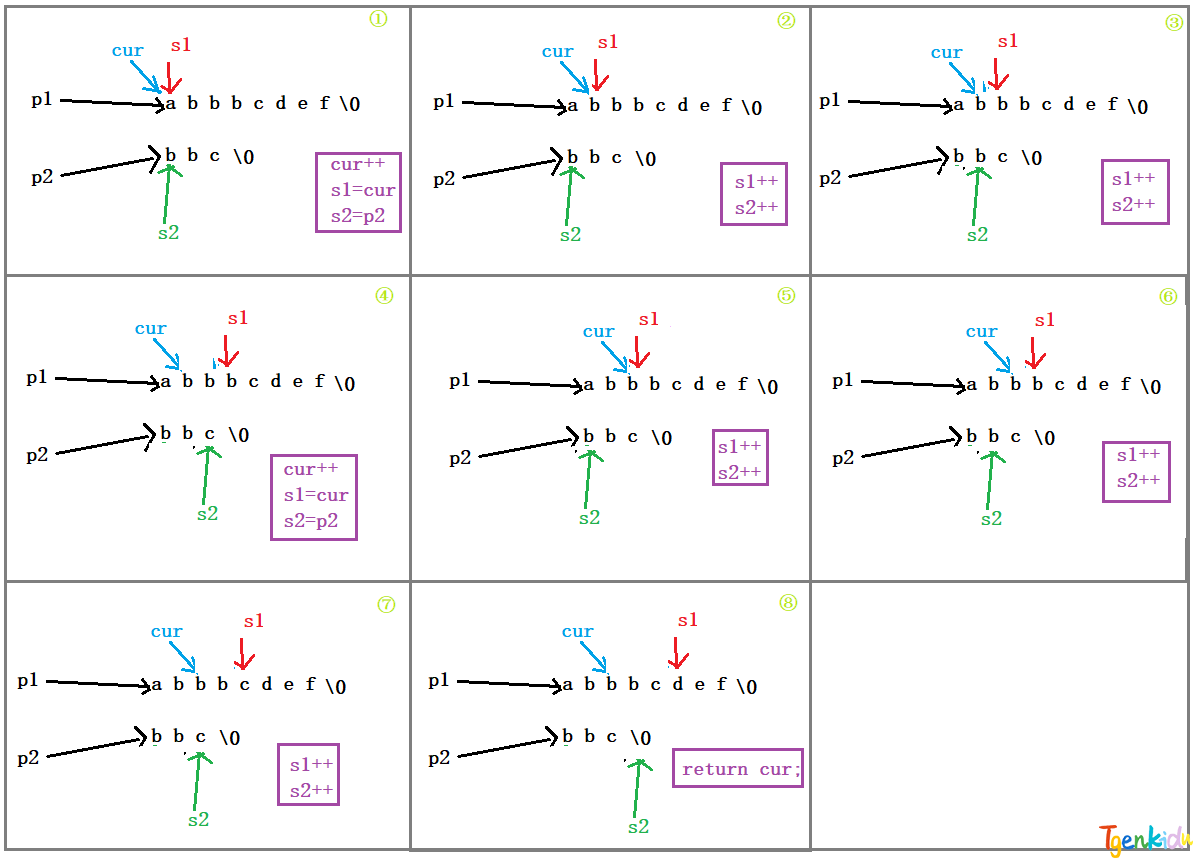 ①
cur s1
p1 a b b b c d e f \0
p2 b b c \0
s2
cur++
s1=cur
s2=p2
②
cur s1
p1 a b b b c d e f \0
p2 b b c \0
s2
s1++
s2++
③
cur s1
p1 a b b b c d e f \0
p2 b b c \0
s2
s1++
s2++
④
cur s1
p1 a b b b c d e f \0
p2 b b c \0
s2
cur++
s1=cur
s2=p2
⑤
cur s1
p1 a b b b c d e f \0
p2 b b c \0
s2
s1++
s2++
⑥
cur s1
p1 a b b b c d e f \0
p2 b b c \0
s2
s1++
s2++
⑦
cur s1
p1 a b b b c d e f \0
p2 b b c \0
s2
s1++
s2++
⑧
cur s1
p1 a b b b c d e f \0
p2 b b c \0
s2
return cur;
Tgenkidu